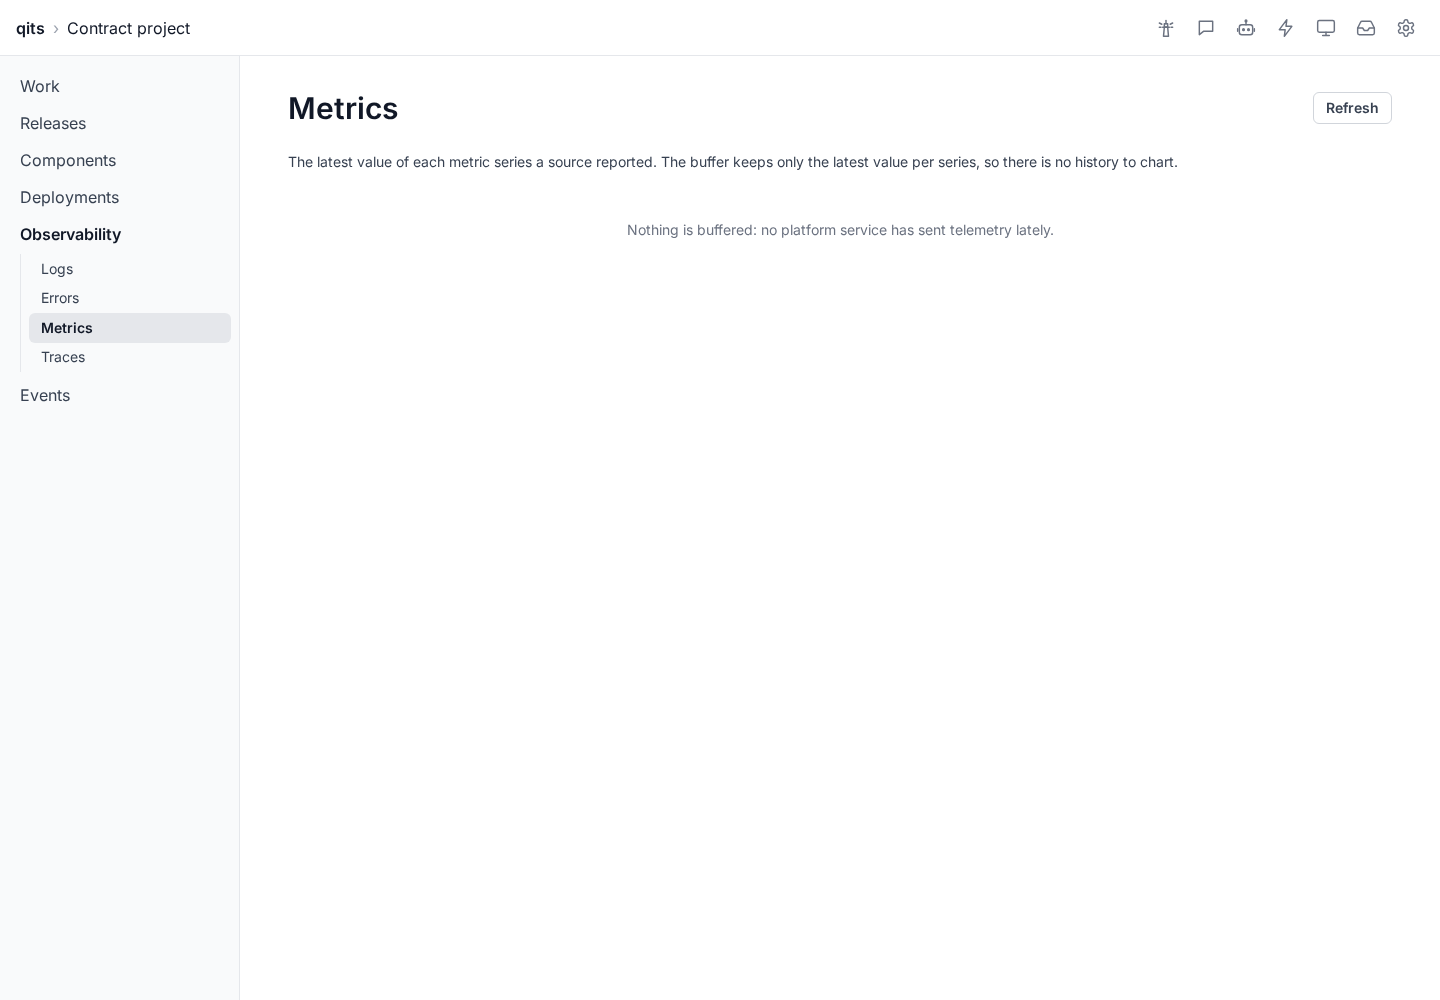 qits › Contract project
Work
Releases
Components
Deployments
Observability
Logs
Errors
Metrics
Traces
Events
Metrics
Refresh
The latest value of each metric series a source reported. The buffer keeps only the latest value per series, so there is no history to chart.
Nothing is buffered: no platform service has sent telemetry lately.